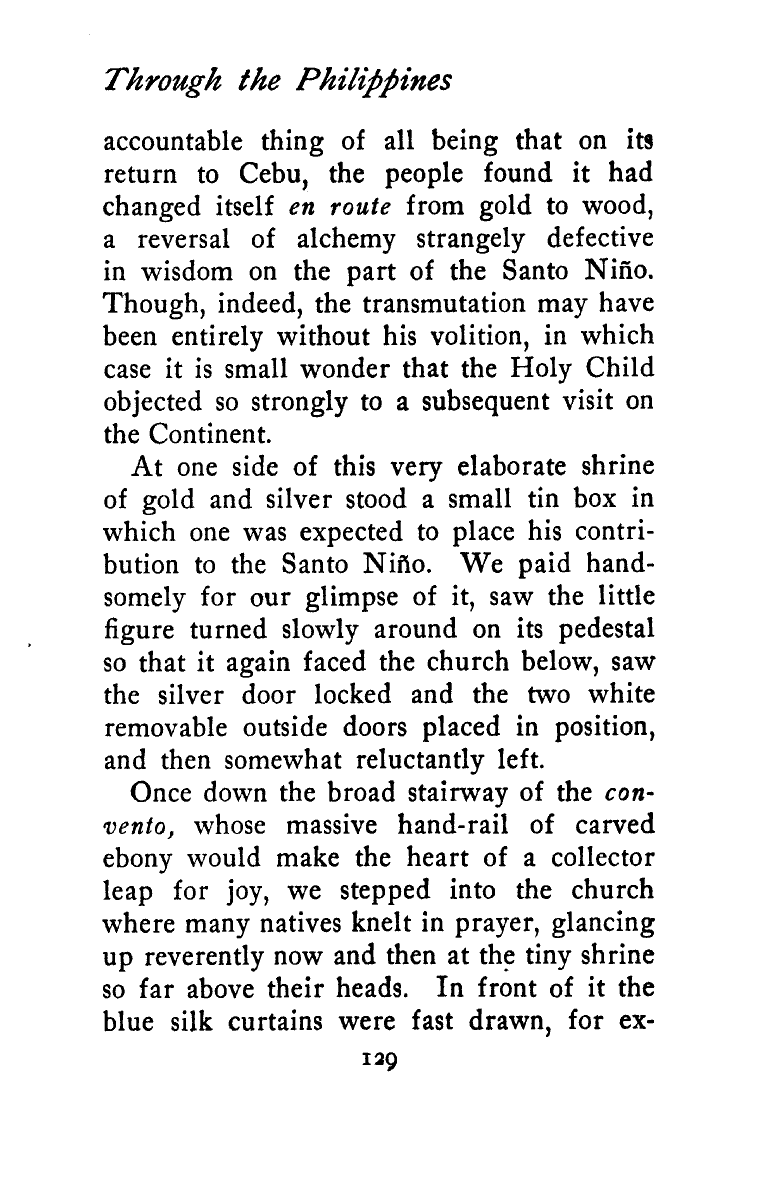 Through the Philippines
accountable thing of all being that on its
return to Cebu, the people found it had
changed itself en route from gold to wood,
a reversal of alchemy strangely defective
in wisdom on the part of the Santo Niño.
Though, indeed, the transmutation may have
been entirely without his volition, in which
case it is small wonder that the Holy Child
objected so strongly to a subsequent visit on
the Continent.
At one side of this very elaborate shrine
of gold and silver stood a small tin box in
which one was expected to place his contri-
bution to the Santo Niño. We paid hand-
somely for our glimpse of it, saw the little
figure turned slowly around on its pedestal
so that it again faced the church below, saw
the silver door locked and the two white
removable outside doors placed in position,
and then somewhat reluctantly left.
Once down the broad stairway of the con-
vento, whose massive hand-rail of carved
ebony would make the heart of a collector
leap for joy, we stepped into the church
where many natives knelt in prayer, glancing
up reverently now and then at the tiny shrine
so far above their heads. In front of it the
blue silk curtains were fast drawn, for ex-
129